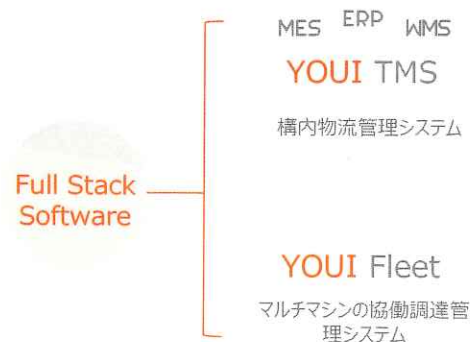 MES ERP WMS
YOUI TMS
構内物流管理システム
Full Stack
Software
YOUI Fleet
マルチマシンの協働調達管
理システム